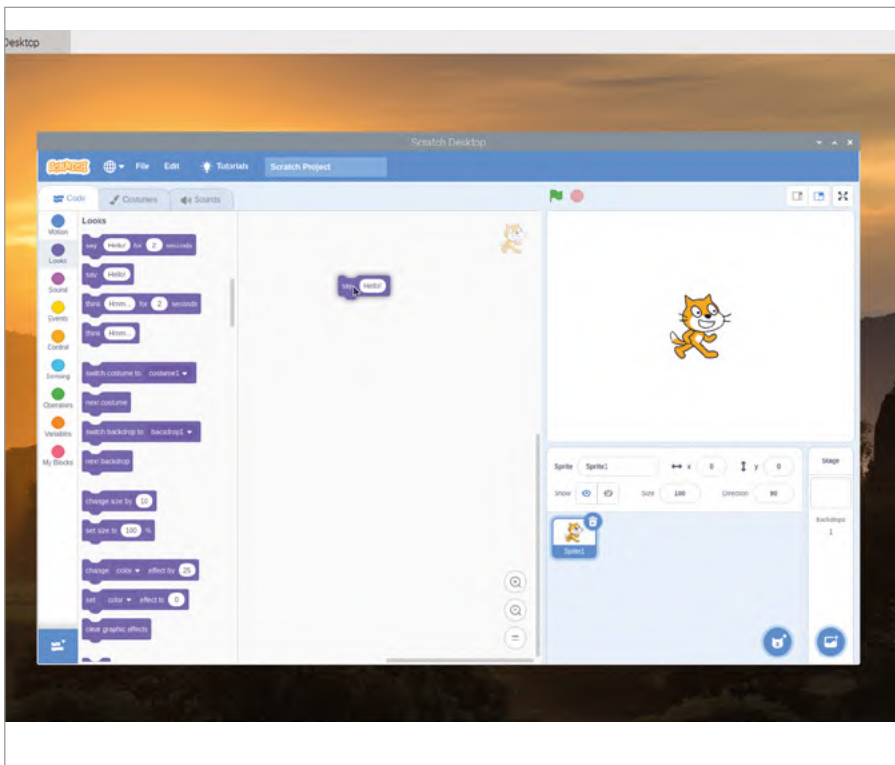 Desktop
Scratch Desktop
SCRATCH File Edit Tutorials Scratch Project
Code Costumes Sounds
Motion
Looks
Sound
Events
Control
Sensing
Operators
Variables
My Blocks
Looks
say Hello! for 2 seconds
say Hello!
think Hmm... for 2 seconds
think Hmm...
switch costume to costume1
next costume
switch backdrop to backdrop1
next backdrop
change size by 10
set size to 100 %
change color effect by 25
set color effect to 0
clear graphic effects
say Hello!
Sprite Sprite1 x 0 y 0
Show Size 100 Direction 90
Sprite1
Stage
Backdrops
1